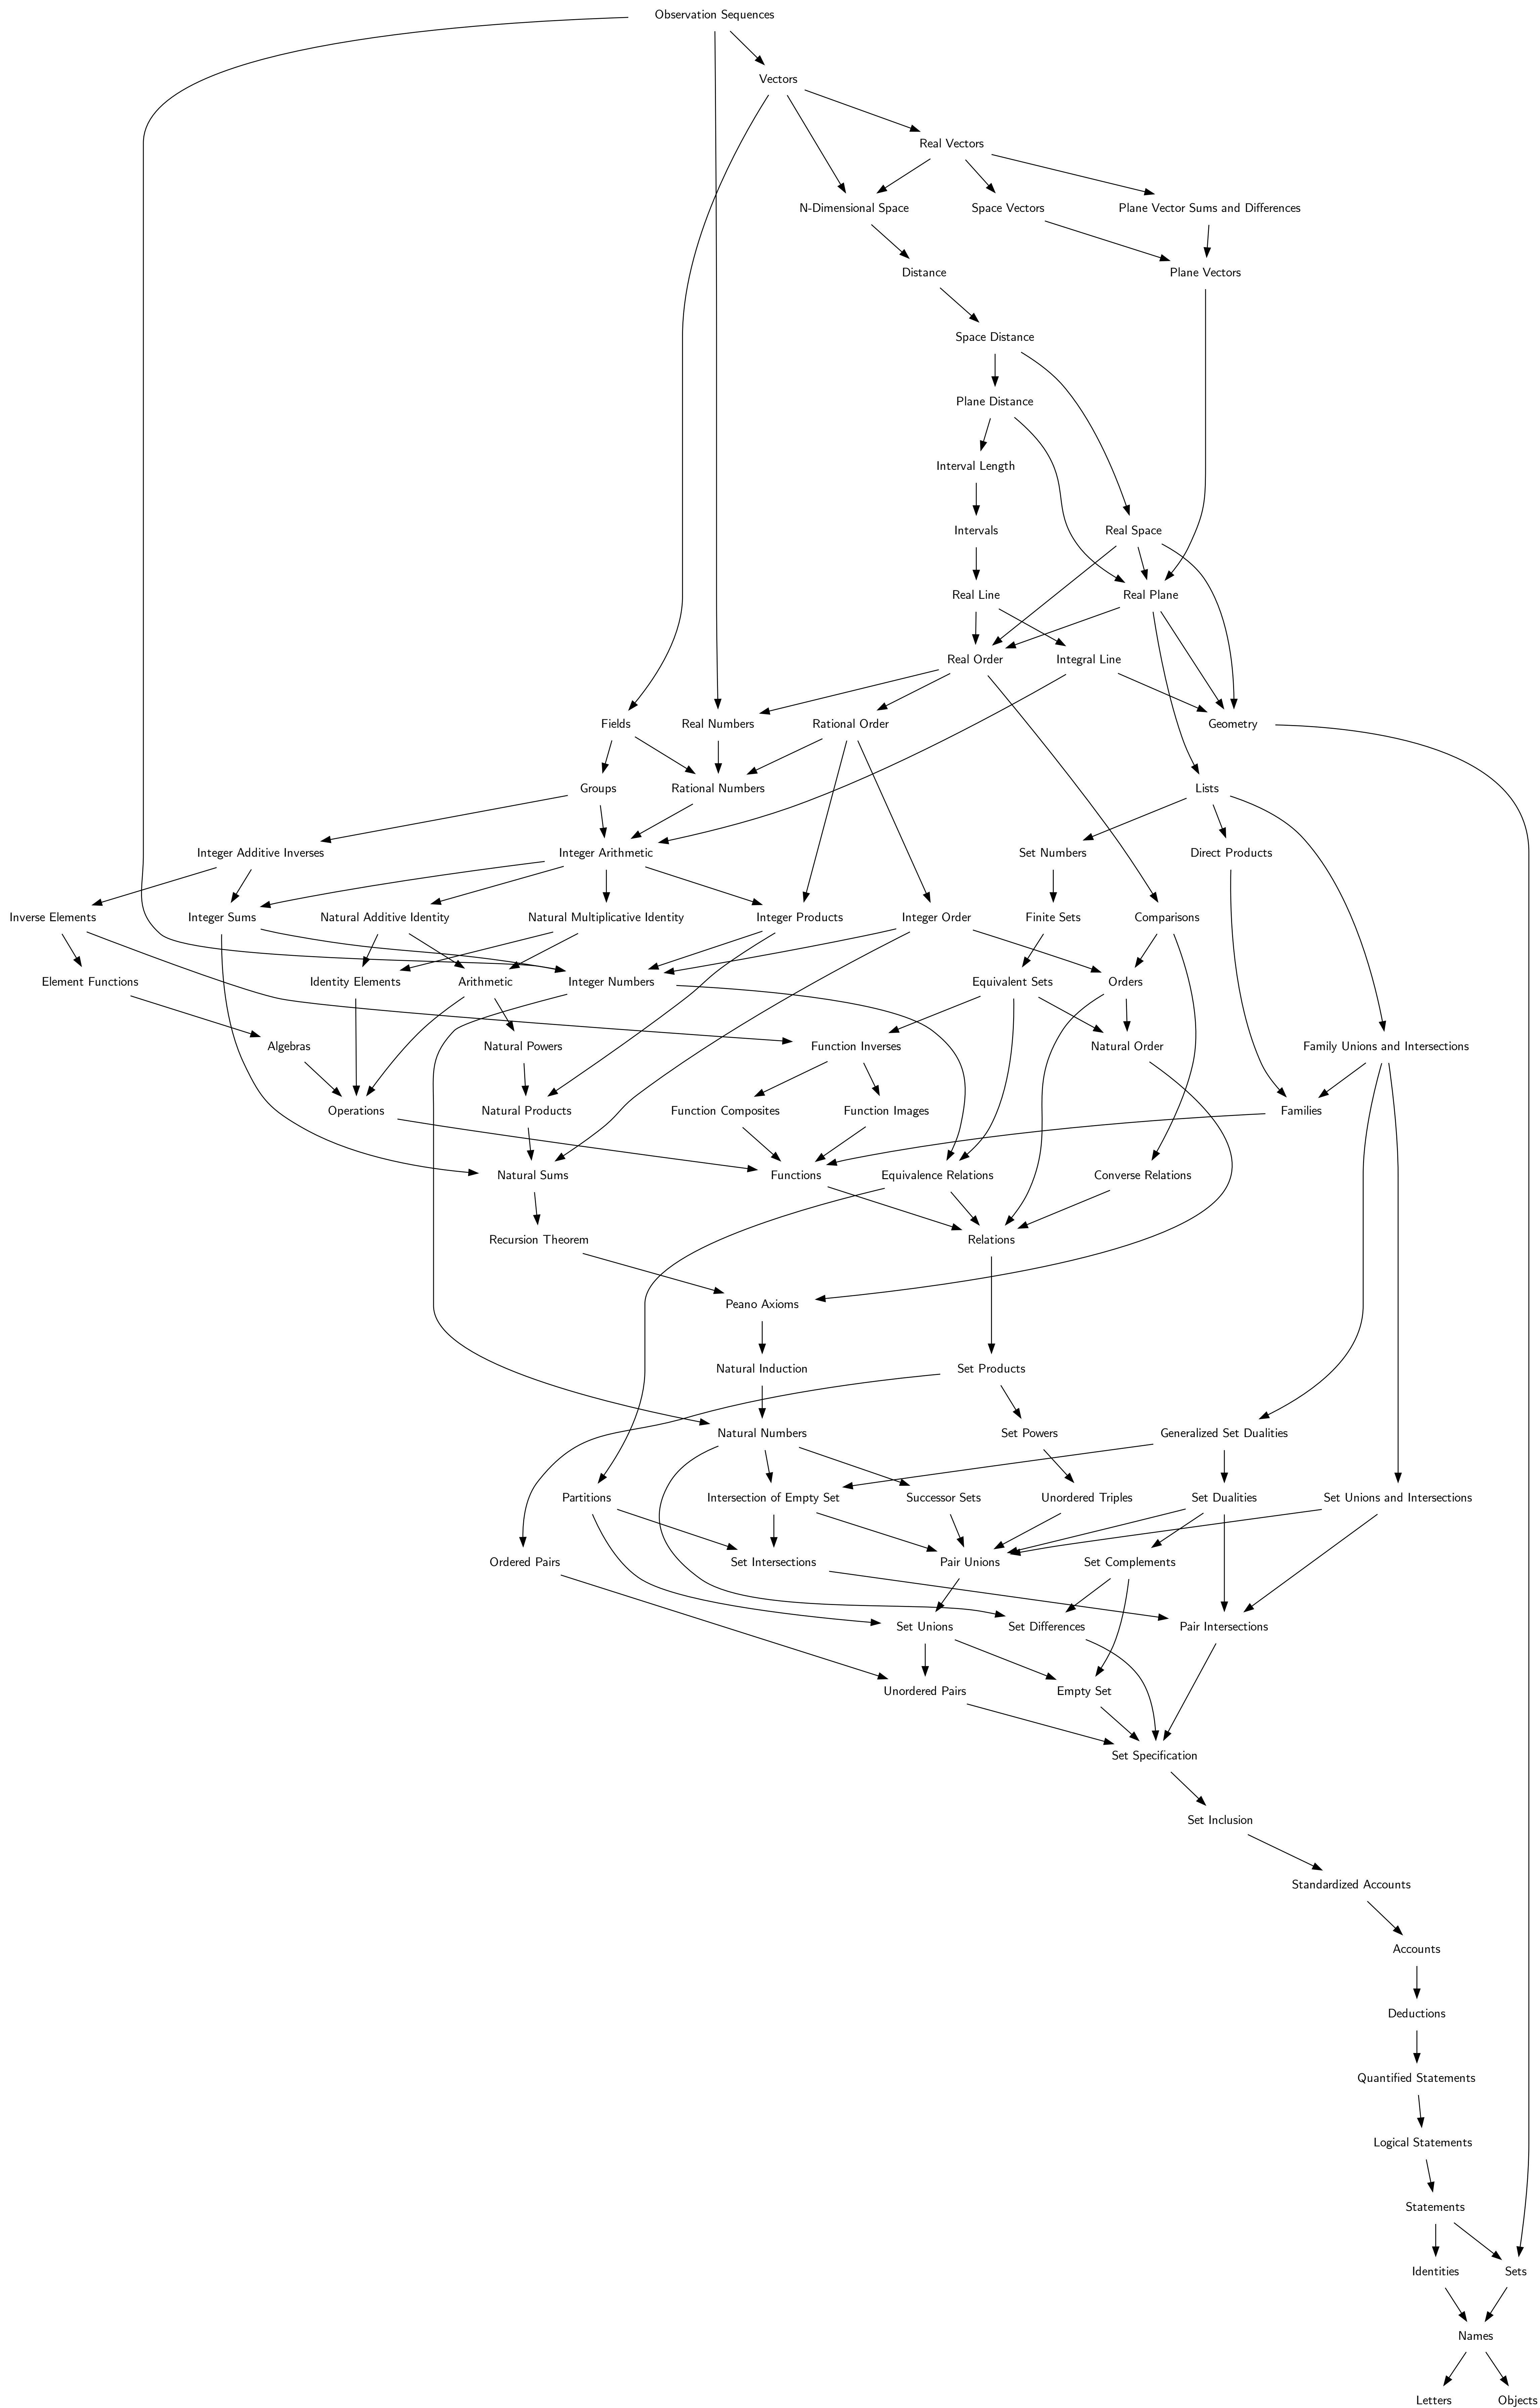 Observation Sequences
Vectors
Real Vectors
N-Dimensional Space
Space Vectors
Plane Vector Sums and Differences
Distance
Plane Vectors
Space Distance
Plane Distance
Interval Length
Intervals
Real Space
Real Line
Real Plane
Real Order
Integral Line
Fields
Real Numbers
Rational Order
Geometry
Groups
Rational Numbers
Lists
Integer Additive Inverses
Integer Arithmetic
Set Numbers
Direct Products
Inverse Elements
Integer Sums
Natural Additive Identity
Natural Multiplicative Identity
Integer Products
Integer Order
Finite Sets
Comparisons
Element Functions
Identity Elements
Arithmetic
Integer Numbers
Equivalent Sets
Orders
Algebras
Natural Powers
Function Inverses
Natural Order
Family Unions and Intersections
Operations
Natural Products
Function Composites
Function Images
Families
Natural Sums
Functions
Equivalence Relations
Converse Relations
Recursion Theorem
Relations
Peano Axioms
Natural Induction
Set Products
Natural Numbers
Set Powers
Generalized Set Dualities
Partitions
Intersection of Empty Set
Successor Sets
Unordered Triples
Set Dualities
Set Unions and Intersections
Ordered Pairs
Set Intersections
Pair Unions
Set Complements
Set Unions
Set Differences
Pair Intersections
Unordered Pairs
Empty Set
Set Specification
Set Inclusion
Standardized Accounts
Accounts
Deductions
Quantified Statements
Logical Statements
Statements
Identities
Sets
Names
Letters
Objects